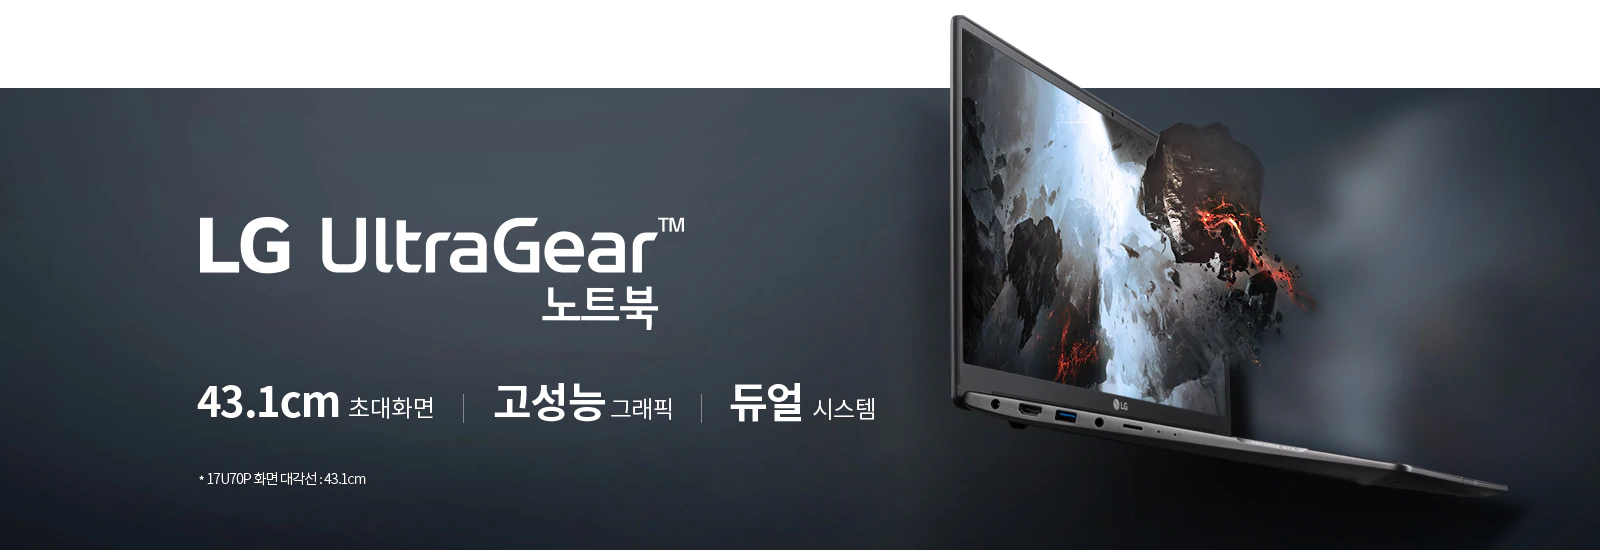 LG UltraGear™
노트북
43.1cm 초대화면 | 고성능 그래픽 | 듀얼 시스템
* 17U70P 화면 대각선 : 43.1cm
LG